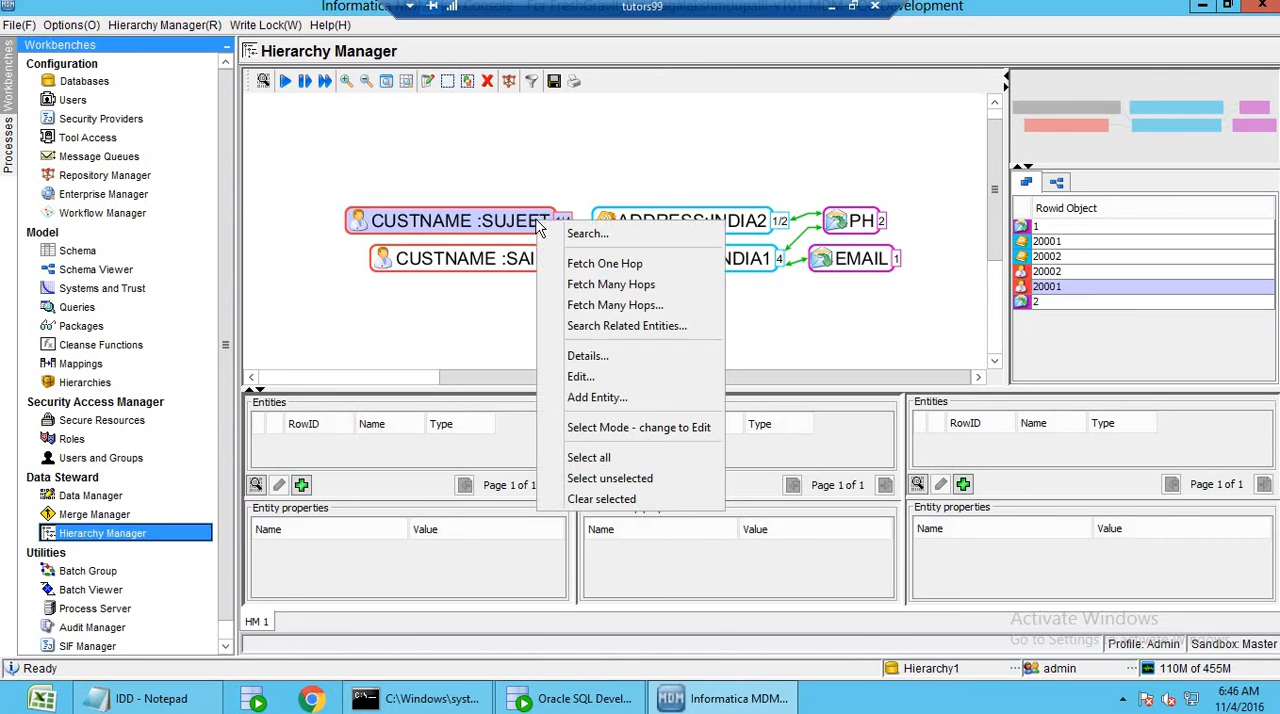 Informatica M
tutors99
Development
File(F) Options(O) Hierarchy Manager(R) Write Lock(W) Help(H)
Workbenches
Processes
Workbenches
Configuration
Databases
Users
Security Providers
Tool Access
Message Queues
Repository Manager
Enterprise Manager
Workflow Manager
Model
Schema
Schema Viewer
Systems and Trust
Queries
Packages
Cleanse Functions
Mappings
Hierarchies
Security Access Manager
Secure Resources
Roles
Users and Groups
Data Steward
Data Manager
Merge Manager
Hierarchy Manager
Utilities
Batch Group
Batch Viewer
Process Server
Audit Manager
SIF Manager
Hierarchy Manager
CUSTNAME :SUJEET
ADDRESS:INDIA2 1/2
PH 2
CUSTNAME :SAI
INDIA1 4
EMAIL 1
Search...
Fetch One Hop
Fetch Many Hops
Fetch Many Hops...
Search Related Entities...
Details...
Edit...
Add Entity...
Select Mode - change to Edit
Select all
Select unselected
Clear selected
Rowid Object
1
20001
20002
20002
20001
2
Entities
RowID Name Type
Page 1 of 1
Entity properties
Name Value
Type
Page 1 of 1
Name Value
Entities
RowID Name Type
Page 1 of 1
Entity properties
Name Value
HM 1
Activate Windows
Profile: Admin Sandbox: Master
Ready
Hierarchy1 admin 110M of 455M
IDD - Notepad
C:\Windows\syst...
Oracle SQL Devel...
MDM Informatica MDM...
6:46 AM
11/4/2016